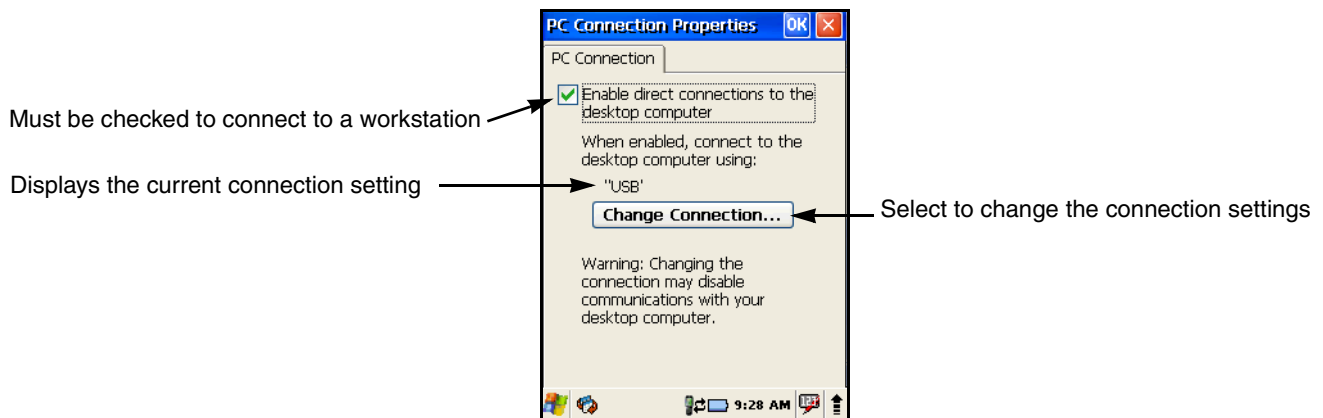 PC Connection Properties OK
PC Connection
Must be checked to connect to a workstation
Enable direct connections to the
desktop computer
When enabled, connect to the
desktop computer using:
Displays the current connection setting
"USB'
Change Connection...
Select to change the connection settings
Warning: Changing the
connection may disable
communications with your
desktop computer.
9:28 AM